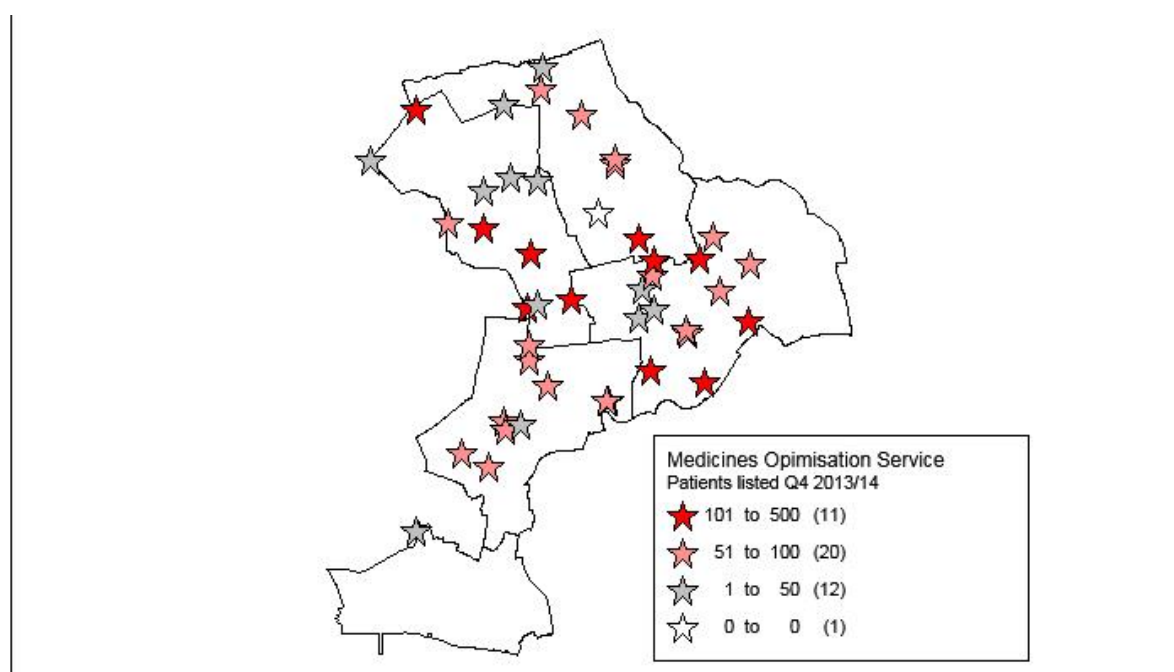 Medicines Opimisation Service
Patients listed Q4 2013/14
101 to 500 (11)
51 to 100 (20)
1 to 50 (12)
0 to 0 (1)